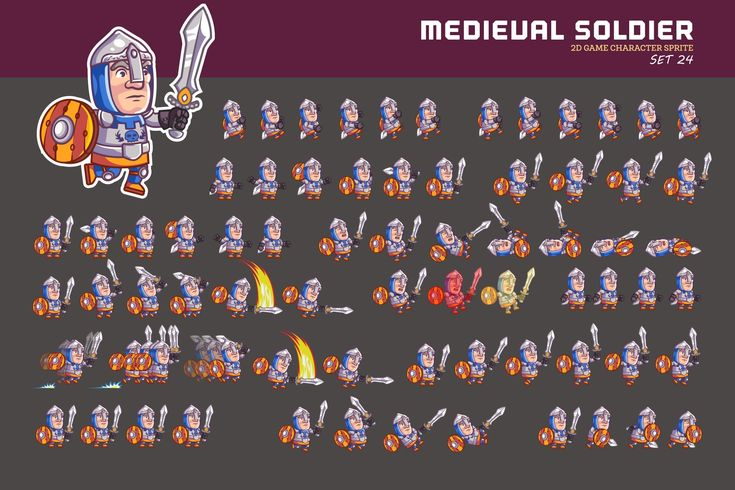 MEDIEVAL SOLDIER
2D GAME CHARACTER SPRITE
SET 24